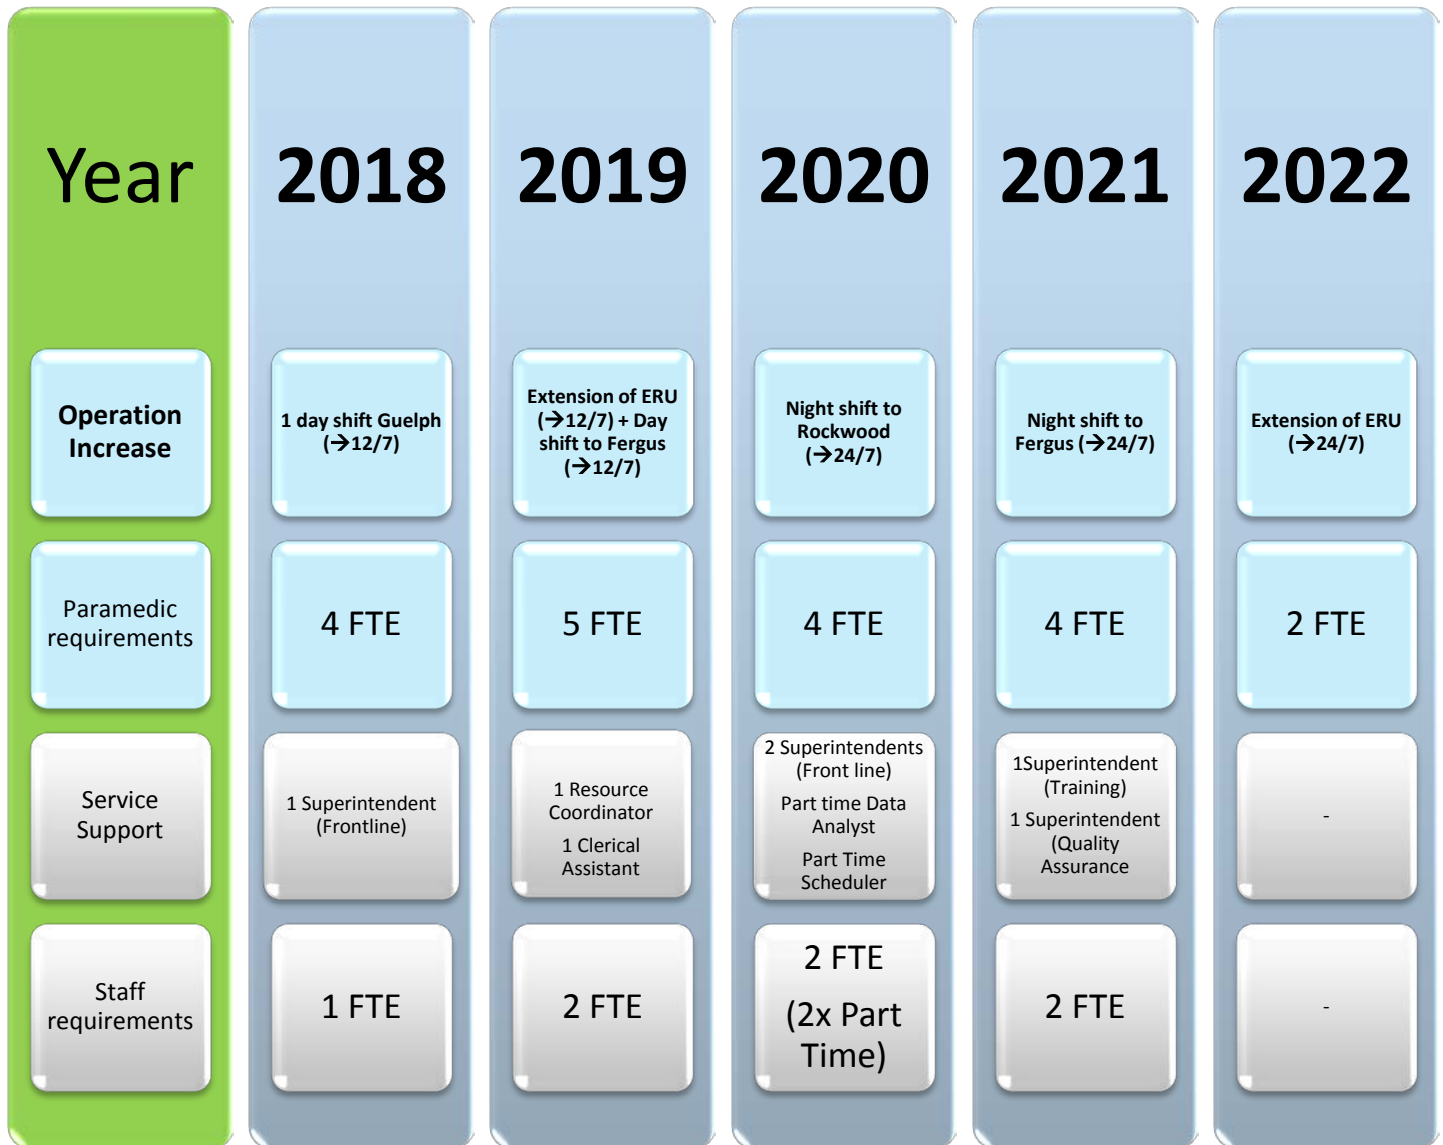 Year
2018
2019
2020
2021
2022
Operation
Increase
1 day shift Guelph
(→12/7)
Extension of ERU
(→12/7) + Day
shift to Fergus
(→12/7)
Night shift to
Rockwood
(→24/7)
Night shift to
Fergus (→24/7)
Extension of ERU
(→24/7)
Paramedic
requirements
4 FTE
5 FTE
4 FTE
4 FTE
2 FTE
Service
Support
1 Superintendent
(Frontline)
1 Resource
Coordinator
1 Clerical
Assistant
2 Superintendents
(Front line)
Part time Data
Analyst
Part Time
Scheduler
1Superintendent
(Training)
1 Superintendent
(Quality
Assurance
-
Staff
requirements
1 FTE
2 FTE
2 FTE
(2x Part
Time)
2 FTE
-